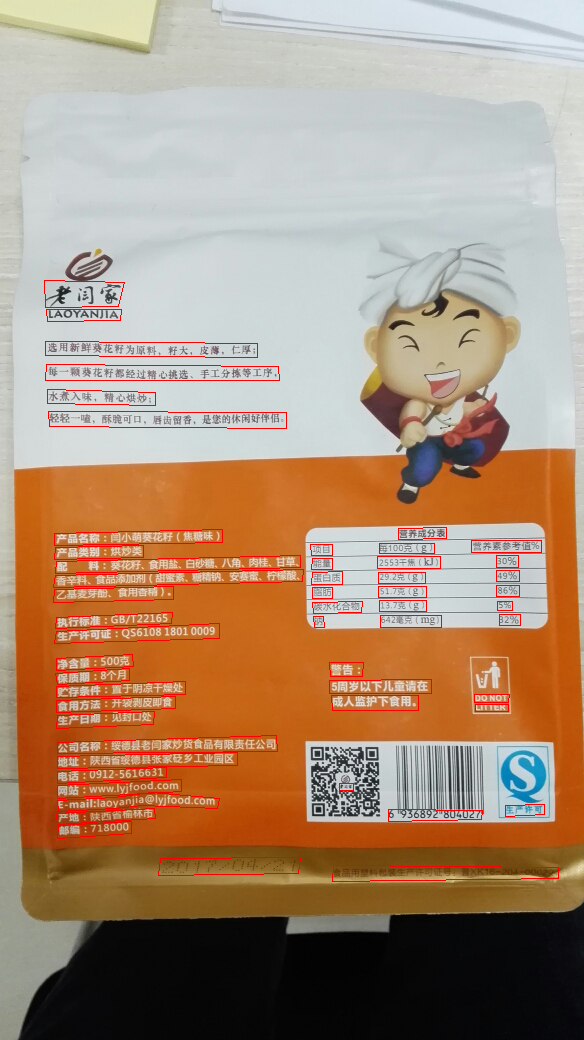 老闫家
LAOYANJIA
选用新鲜葵花籽为原料，籽大，皮薄，仁厚；
每一颗葵花籽都经过精心挑选、手工分拣等工序，
水煮入味，精心烘炒；
轻轻一嗑，酥脆可口，唇齿留香，是您的休闲好伴侣。
产品名称：闫小萌葵花籽（焦糖味）
产品类别：烘炒类
配 料：葵花籽、食用盐、白砂糖、八角、肉桂、甘草、
香辛料、食品添加剂（甜蜜素、糖精钠、安赛蜜、柠檬酸、
乙基麦芽酚、食用香精）。
执行标准：GB/T22165
生产许可证：QS6108 1801 0009
净含量：500克
保质期：8个月
贮存条件：置于阴凉干燥处
食用方法：开袋剥皮即食
生产日期：见封口处
公司名称：绥德县老闫家炒货食品有限责任公司
地址：陕西省绥德县张家砭乡工业园区
电话：0912-5616631
网站：www.lyjfood.com
E-mail:laoyanjia@lyjfood.com
产地：陕西省榆林市
邮编：718000
营养成分表
项目 每100克（g） 营养素参考值%
能量 2553千焦（kJ） 30%
蛋白质 29.2克（g） 49%
脂肪 51.7克（g） 86%
碳水化合物 13.7克（g） 5%
钠 642毫克（mg） 32%
警告：
5周岁以下儿童请在
成人监护下食用。
DO NOT
LITTER
老闫家
6 936892 804027
生产许可
2017/04/21
食品用塑料包装生产许可证号：